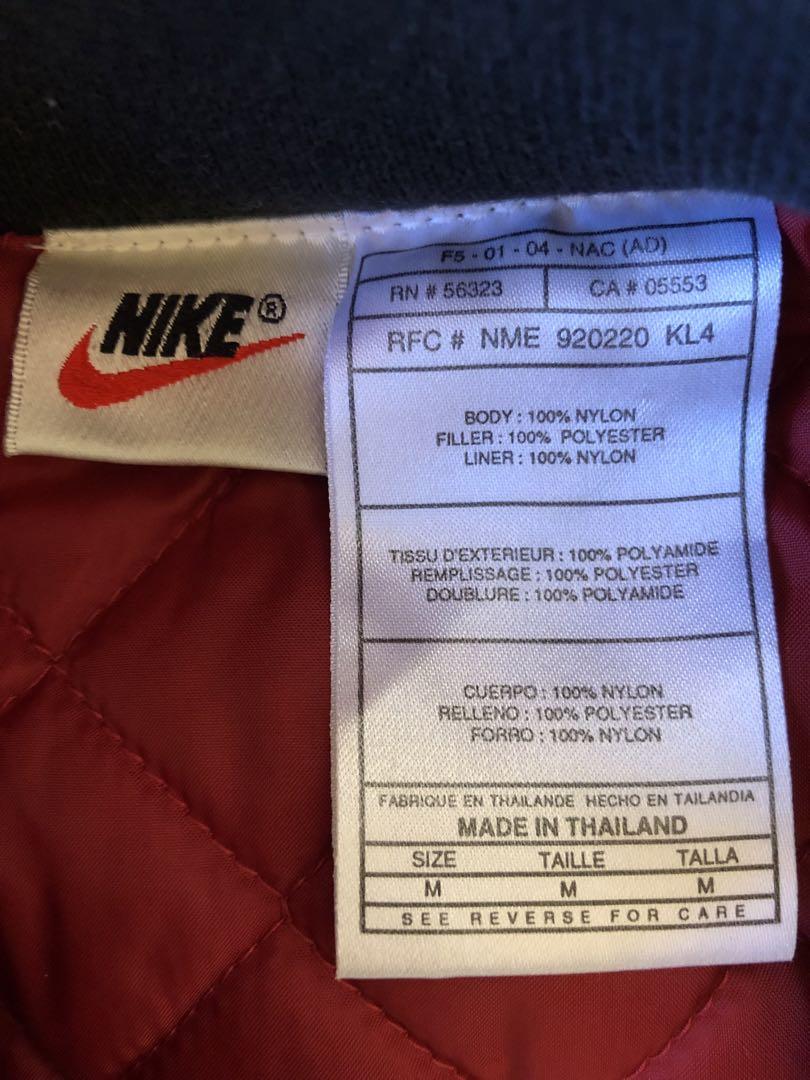 NIKE®
F5 - 01 - 04 - NAC (AD)
RN # 56323 CA # 05553
RFC # NME 920220 KL4
BODY : 100% NYLON
FILLER : 100% POLYESTER
LINER : 100% NYLON
TISSU D'EXTERIEUR : 100% POLYAMIDE
REMPLISSAGE : 100% POLYESTER
DOUBLURE : 100% POLYAMIDE
CUERPO : 100% NYLON
RELLENO : 100% POLYESTER
FORRO : 100% NYLON
FABRIQUE EN THAILANDE HECHO EN TAILANDIA
MADE IN THAILAND
SIZE TAILLE TALLA
M M M
SEE REVERSE FOR CARE